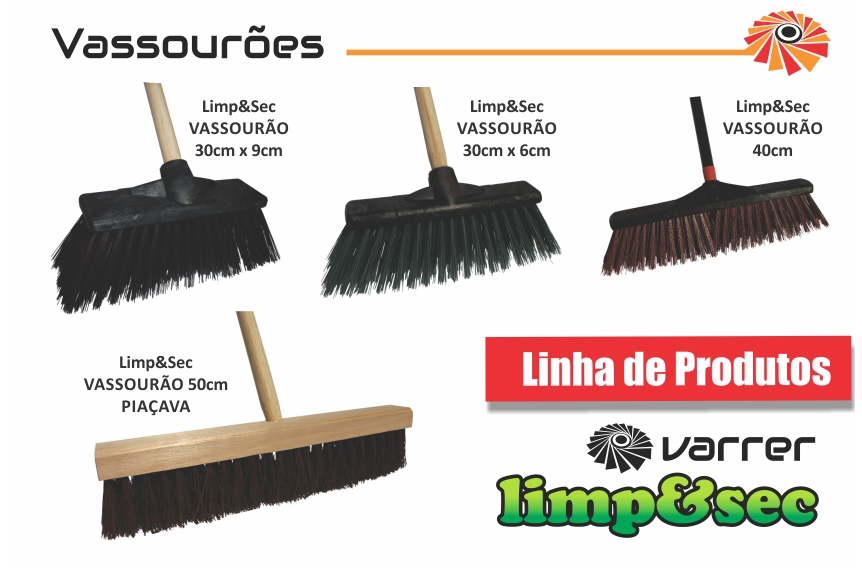 Vassourões
Limp&Sec
VASSOURÃO
30cm x 9cm
Limp&Sec
VASSOURÃO
30cm x 6cm
Limp&Sec
VASSOURÃO
40cm
Limp&Sec
VASSOURÃO 50cm
PIAÇAVA
Linha de Produtos
varrer
limp&sec